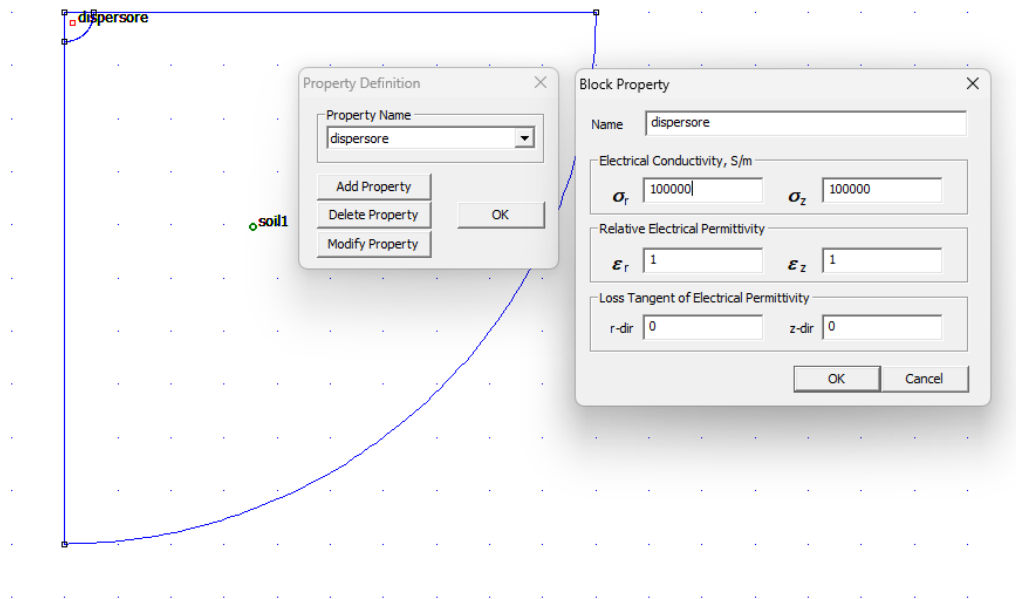 dispersore
Property Definition
Property Name
dispersore
Add Property
Delete Property
OK
Modify Property
soil1
Block Property
Name dispersore
Electrical Conductivity, S/m
σr 100000 σz 100000
Relative Electrical Permittivity
εr 1 εz 1
Loss Tangent of Electrical Permittivity
r-dir 0 z-dir 0
OK Cancel